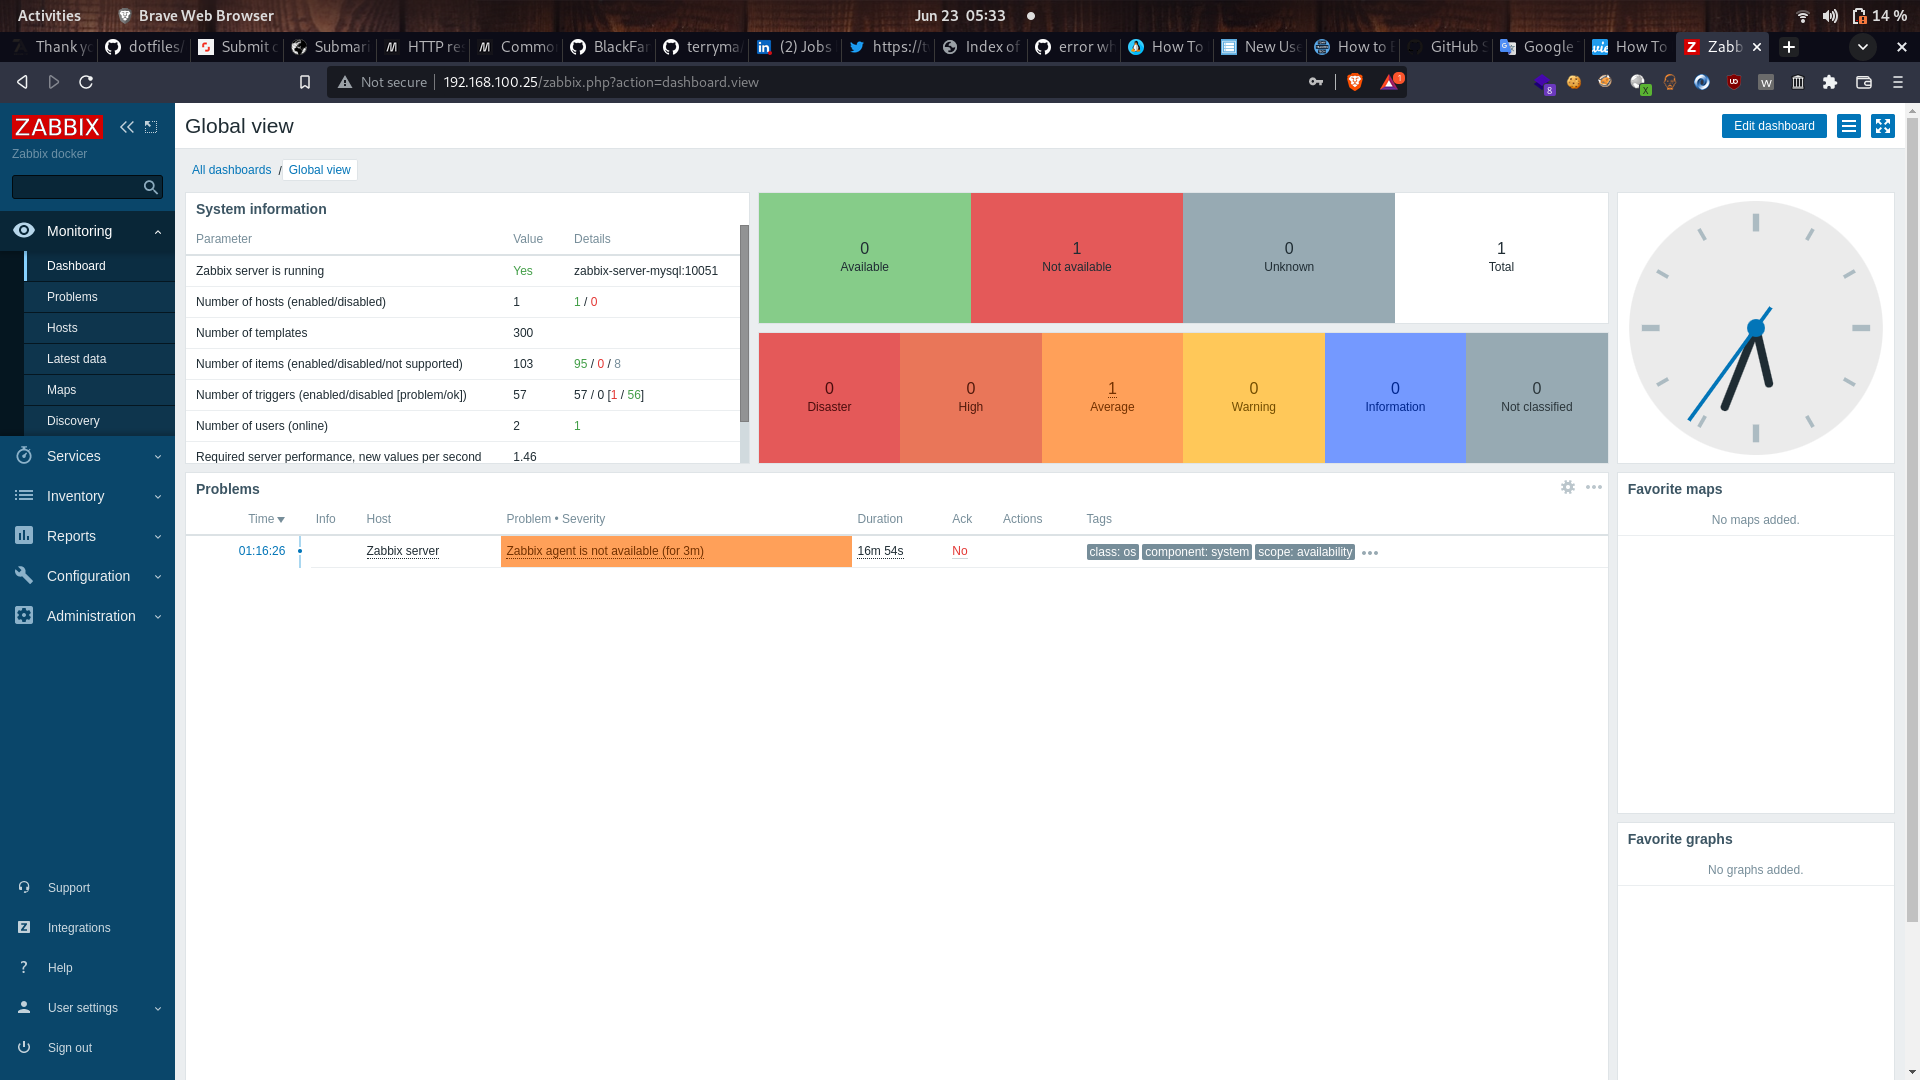 Activities
Brave Web Browser
Jun 23 05:33
14 %
Thank yo
dotfiles/
Submit
Submari
HTTP re
Commo
BlackFar
terryma/
(2) Jobs
https://t
Index of
error wh
How To
New Use
How to
GitHub S
Google
How To
Zabb
Not secure
192.168.100.25/zabbix.php?action=dashboard.view
1
8
X
UD
W
ZABBIX
Zabbix docker
Monitoring
Dashboard
Problems
Hosts
Latest data
Maps
Discovery
Services
Inventory
Reports
Configuration
Administration
Support
Integrations
Help
User settings
Sign out
Global view
Edit dashboard
All dashboards / Global view
System information
Parameter Value Details
Zabbix server is running Yes zabbix-server-mysql:10051
Number of hosts (enabled/disabled) 1 1 / 0
Number of templates 300
Number of items (enabled/disabled/not supported) 103 95 / 0 / 8
Number of triggers (enabled/disabled [problem/ok]) 57 57 / 0 [1 / 56]
Number of users (online) 2 1
Required server performance, new values per second 1.46
0 Available
1 Not available
0 Unknown
1 Total
0 Disaster
0 High
1 Average
0 Warning
0 Information
0 Not classified
Problems
Time Info Host Problem • Severity Duration Ack Actions Tags
01:16:26 Zabbix server Zabbix agent is not available (for 3m) 16m 54s No class: os component: system scope: availability
Favorite maps
No maps added.
Favorite graphs
No graphs added.